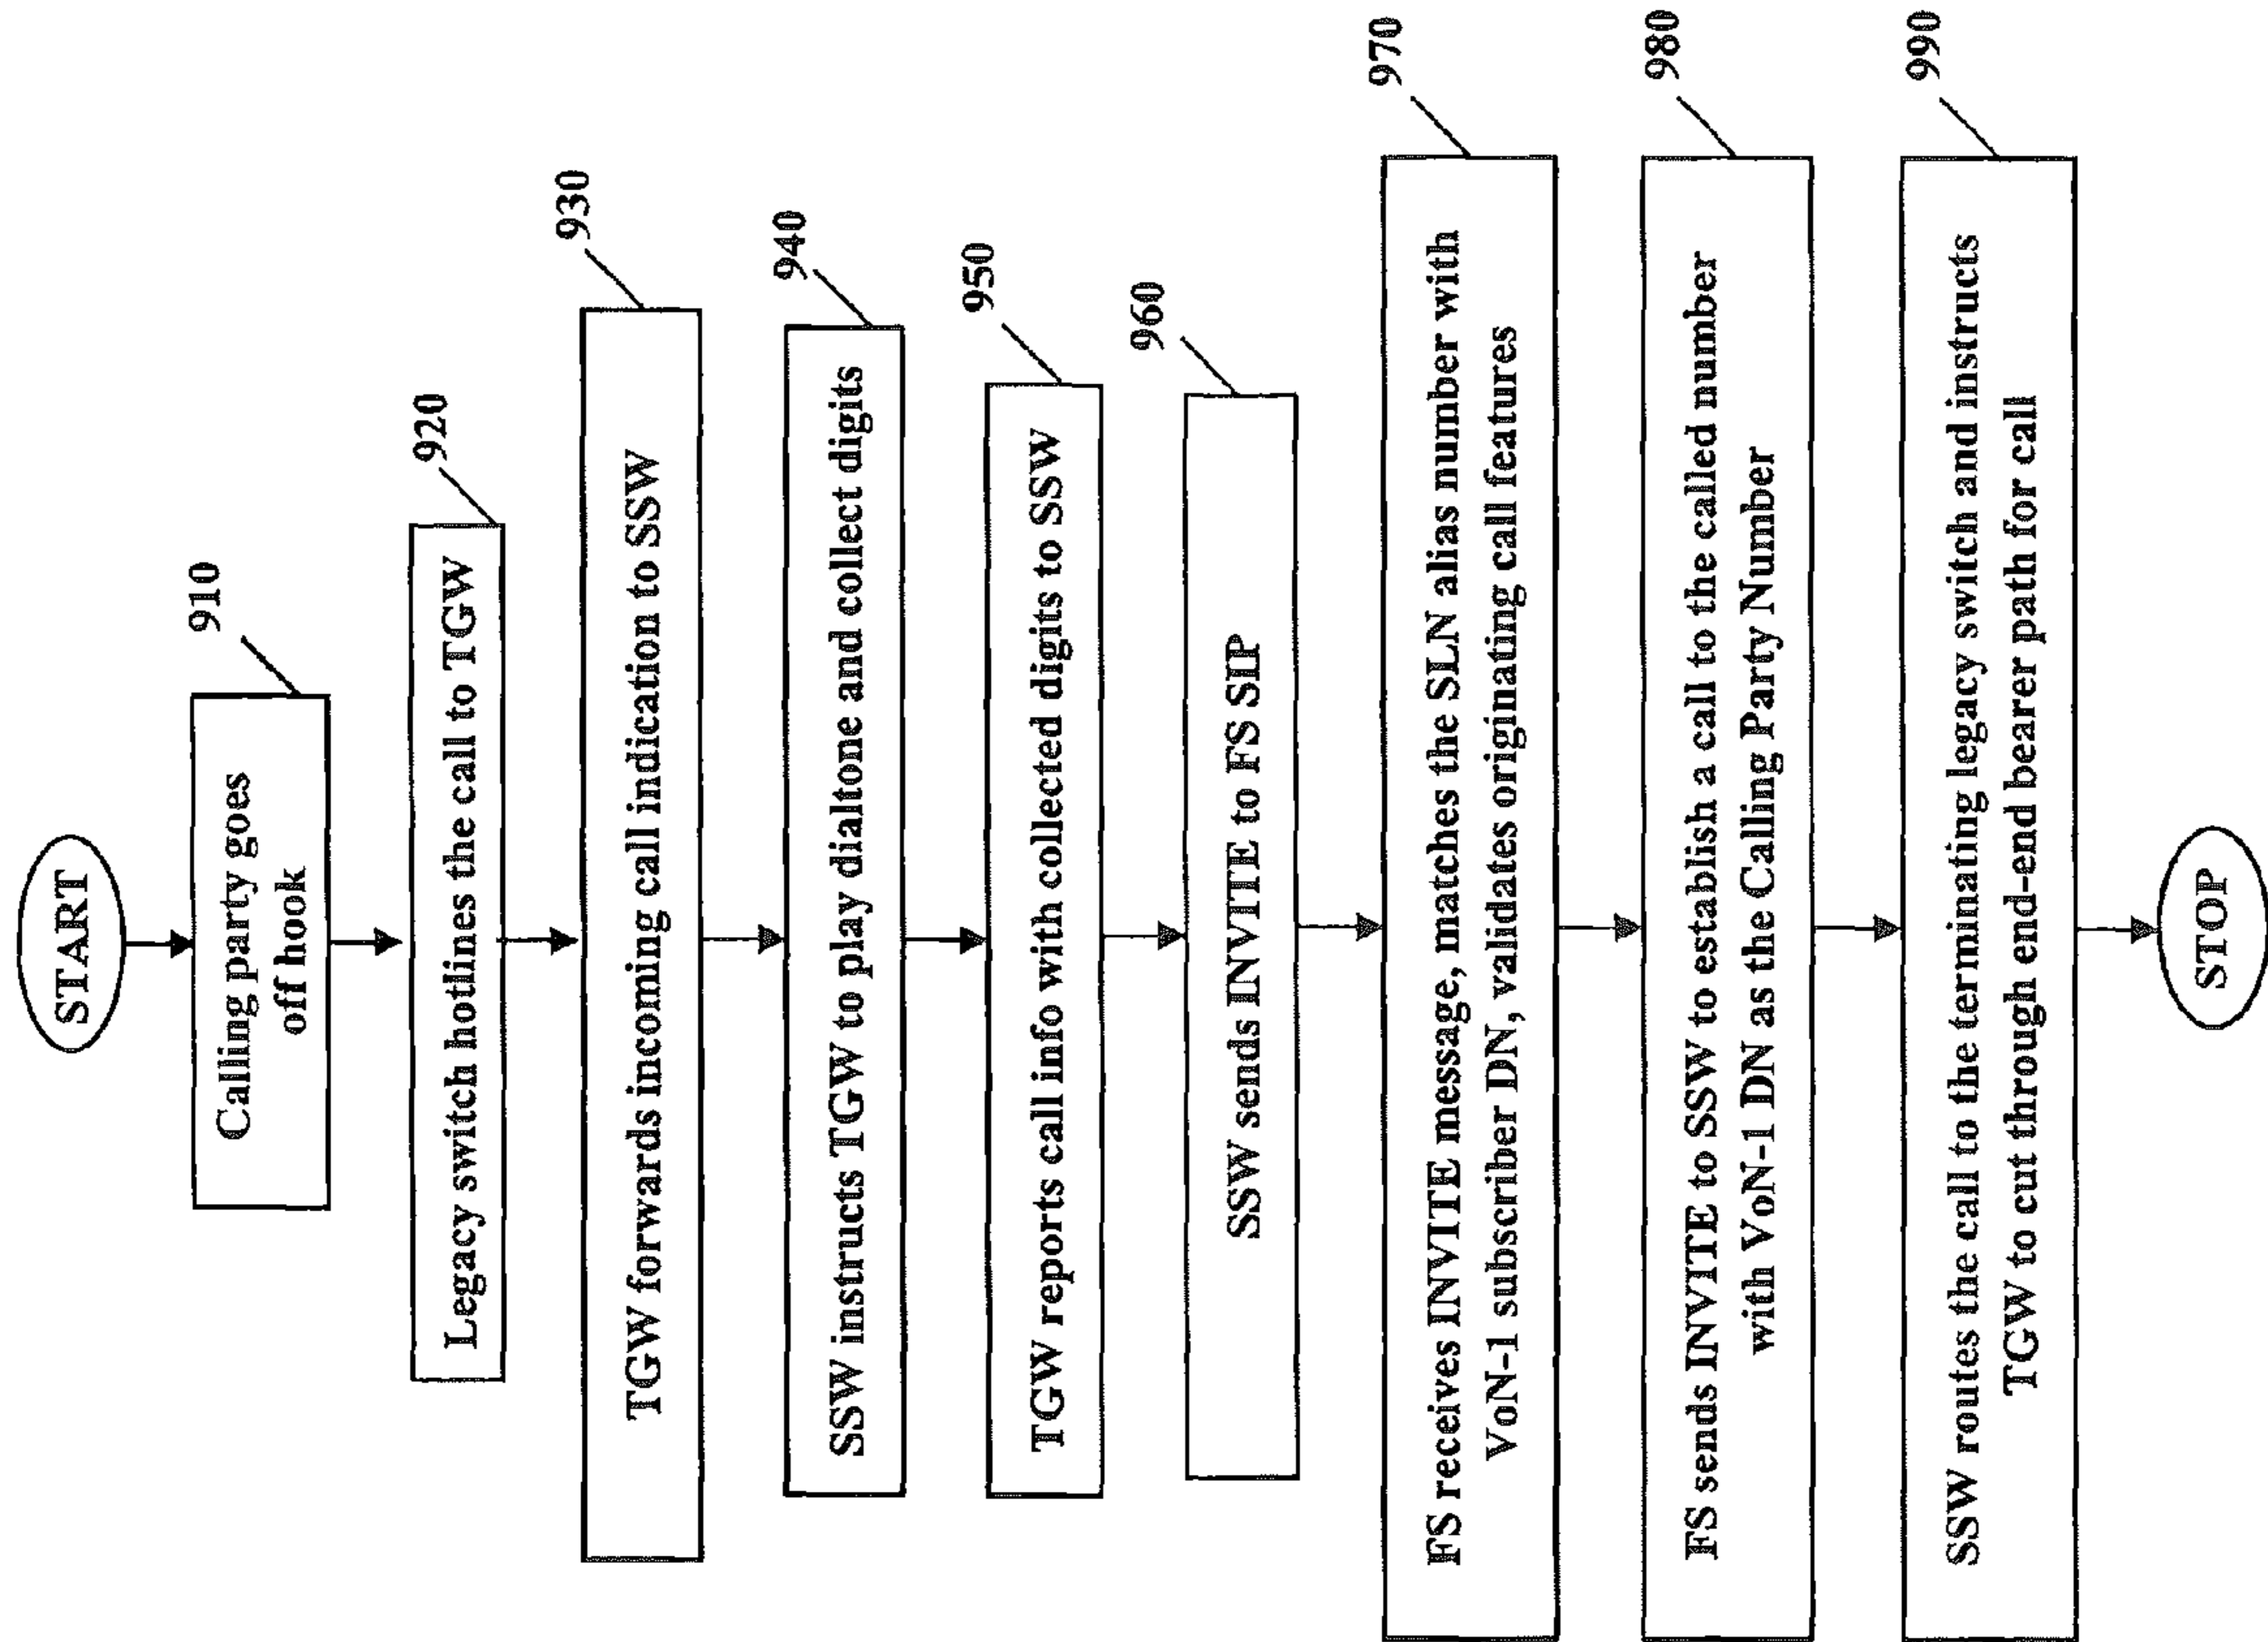 START
910
Calling party goes
off hook
920
Legacy switch hotlines the call to TGW
930
TGW forwards incoming call indication to SSW
940
SSW instructs TGW to play dialtone and collect digits
950
TGW reports call info with collected digits to SSW
960
SSW sends INVITE to FS SIP
970
FS receives INVITE message, matches the SLN alias number with
VoN-1 subscriber DN, validates originating call features
980
FS sends INVITE to SSW to establish a call to the called number
with VoN-1 DN as the Calling Party Number
990
SSW routes the call to the terminating legacy switch and instructs
TGW to cut through end-end bearer path for call
STOP